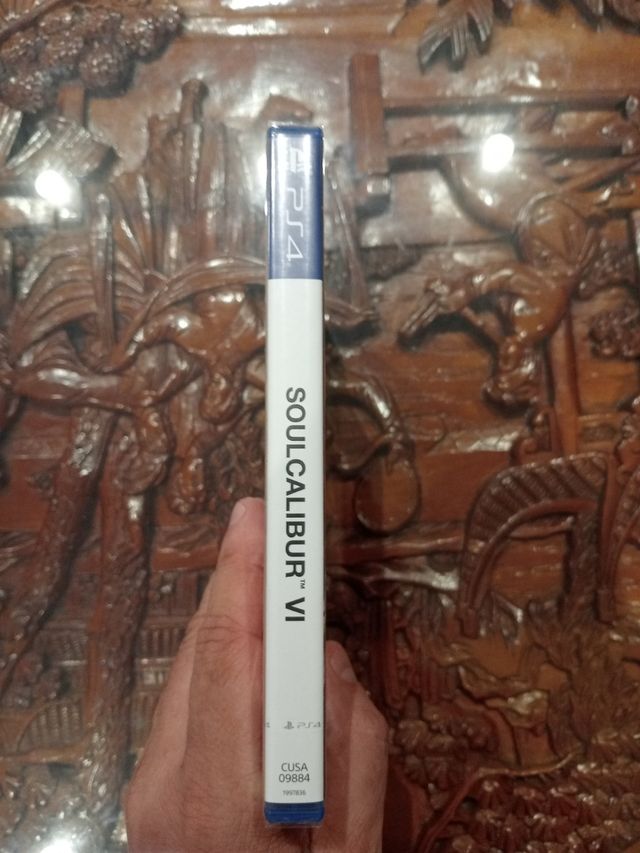 PS4
SOULCALIBUR™ VI
PS4
CUSA
09884
1997836